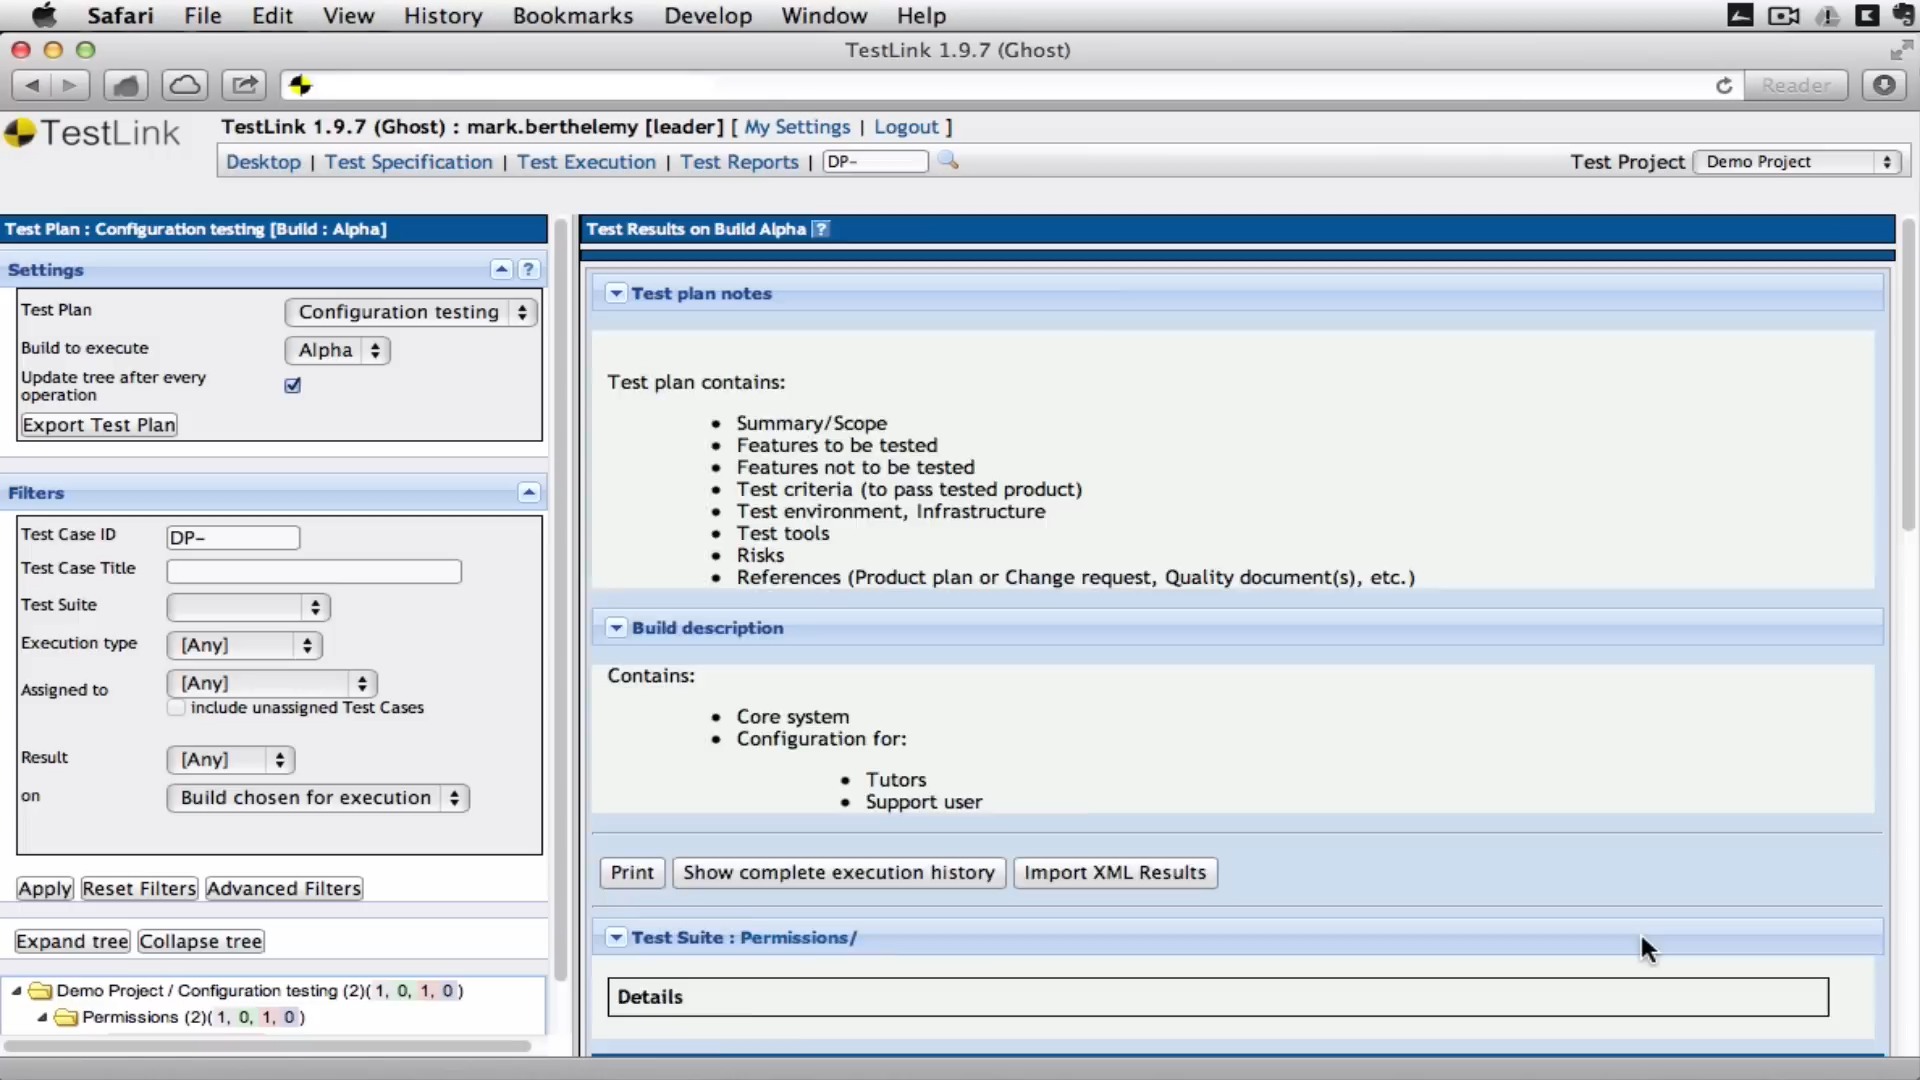 Safari File Edit View History Bookmarks Develop Window Help
TestLink 1.9.7 (Ghost)
Reader
TestLink
TestLink 1.9.7 (Ghost) : mark.berthelemy [leader] [ My Settings | Logout ]
Desktop | Test Specification | Test Execution | Test Reports | DP-
Test Project Demo Project
Test Plan : Configuration testing [Build : Alpha]
Settings ?
Test Plan Configuration testing
Build to execute Alpha
Update tree after every
operation
Export Test Plan
Filters
Test Case ID DP-
Test Case Title
Test Suite
Execution type [Any]
Assigned to [Any]
include unassigned Test Cases
Result [Any]
on Build chosen for execution
Apply Reset Filters Advanced Filters
Expand tree Collapse tree
Demo Project / Configuration testing (2)( 1, 0, 1, 0 )
Permissions (2)( 1, 0, 1, 0 )
Test Results on Build Alpha ?
Test plan notes
Test plan contains:
• Summary/Scope
• Features to be tested
• Features not to be tested
• Test criteria (to pass tested product)
• Test environment, Infrastructure
• Test tools
• Risks
• References (Product plan or Change request, Quality document(s), etc.)
Build description
Contains:
• Core system
• Configuration for:
• Tutors
• Support user
Print Show complete execution history Import XML Results
Test Suite : Permissions/
Details